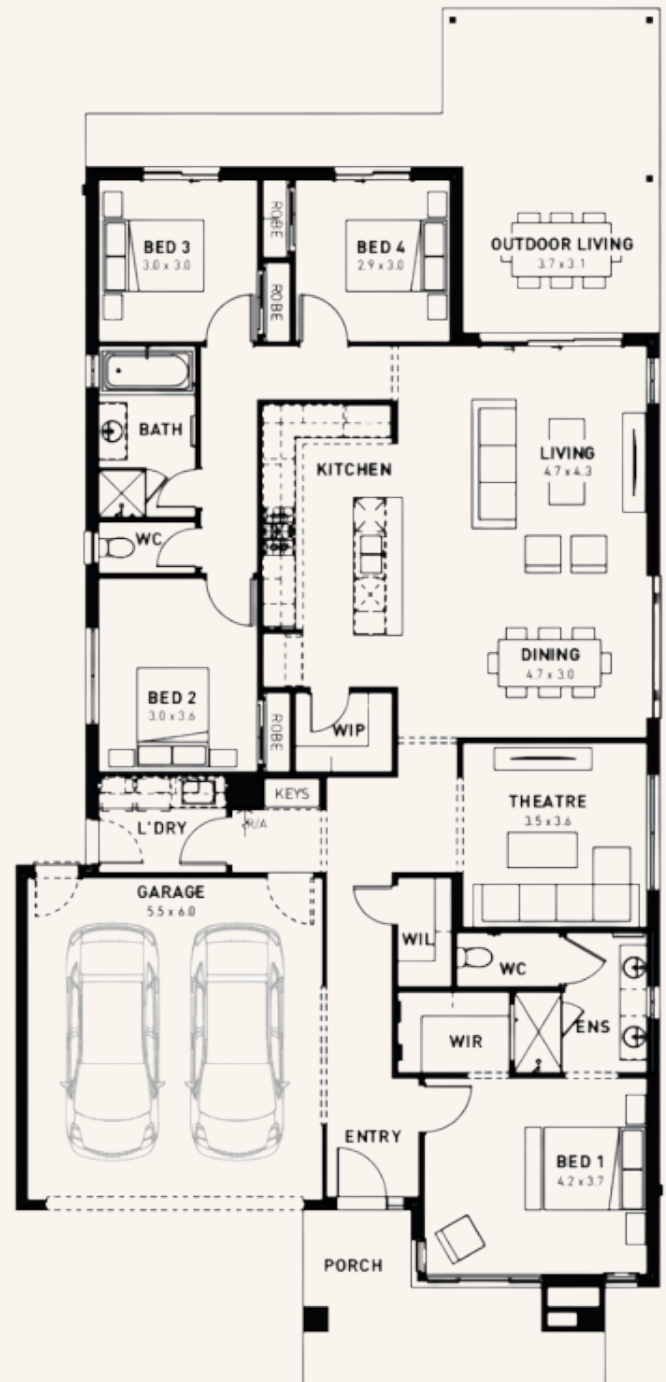 BED 3
3.0 x 3.0
ROBE
ROBE
BED 4
2.9 x 3.0
OUTDOOR LIVING
3.7 x 3.1
BATH
KITCHEN
LIVING
4.7 x 4.3
WC
DINING
4.7 x 3.0
BED 2
3.0 x 3.6
ROBE
WIP
KEYS
R/A
L'DRY
THEATRE
3.5 x 3.6
GARAGE
5.5 x 6.0
WIL
WC
WIR
ENS
ENTRY
BED 1
4.2 x 3.7
PORCH